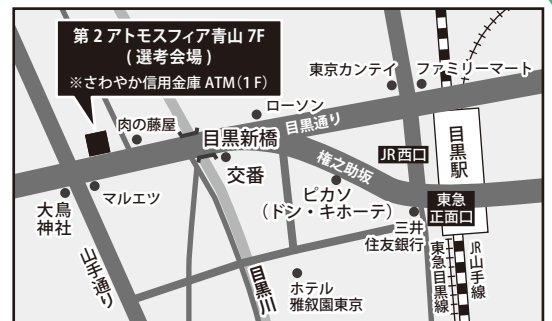 第2アトモスフィア青山 7F
(選考会場)
※さわやか信用金庫 ATM(1F)
東京カンテイ
ファミリーマート
ローソン
肉の藤屋
目黒新橋
目黒通り
交番
権之助坂
JR西口
目黒駅
マルエツ
大鳥
神社
ピカソ
(ドン・キホーテ)
東急
正面口
三井
住友銀行
山手通り
目黒川
ホテル
雅叙園東京
東急目黒線
JR山手線